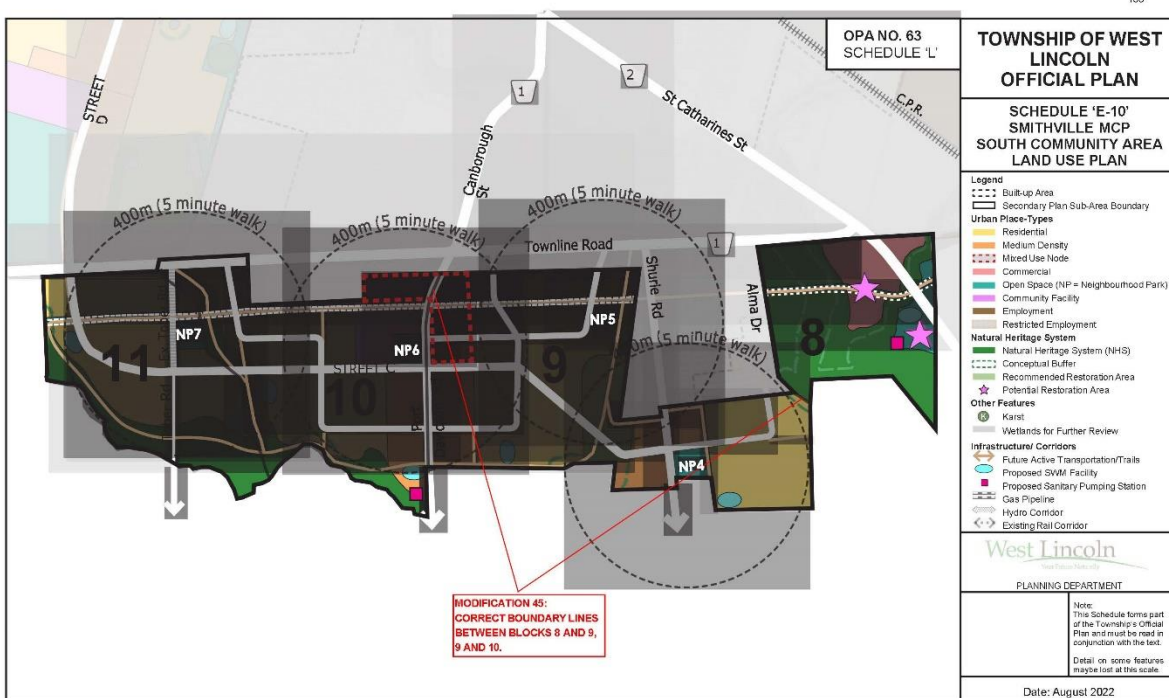 OPA NO. 63
SCHEDULE 'L'
TOWNSHIP OF WEST
LINCOLN
OFFICIAL PLAN
SCHEDULE 'E-10'
SMITHVILLE MCP
SOUTH COMMUNITY AREA
LAND USE PLAN
Legend
Built-up Area
Secondary Plan Sub-Area Boundary
Urban Place-Types
Residential
Medium Density
Mixed Use Node
Commercial
Open Space (NP = Neighbourhood Park)
Community Facility
Employment
Restricted Employment
Natural Heritage System
Natural Heritage System (NHS)
Conceptual Buffer
Recommended Restoration Area
Potential Restoration Area
Other Features
K
Karst
Wetlands for Further Review
Infrastructure/ Corridors
Future Active Transportation/Trails
Proposed SWM Facility
Proposed Sanitary Pumping Station
Gas Pipeline
Hydro Corridor
Existing Rail Corridor
West Lincoln
PLANNING DEPARTMENT
Note:
This Schedule forms part
of the Township's Official
Plan and must be read in
conjunction with the text.
Detail on some features
maybe lost at this scale.
Date: August 2022
STREET
G
1
2
Canborough
St
St Catharines St
C.P.R.
400m (5 minute walk)
400m (5 minute walk)
400m (5 minute walk)
Townline Road
1
Shurie Rd
Alma Dr
8
NP7
NP6
NP5
11
STREET C
10
9
(5 minute walk)
NP4
MODIFICATION 45:
CORRECT BOUNDARY LINES
BETWEEN BLOCKS 8 AND 9,
9 AND 10.